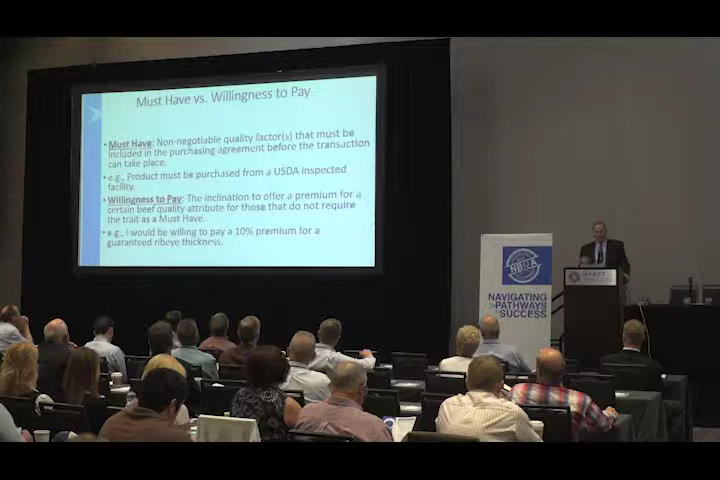 Must Have vs. Willingness to Pay
• Must Have: Non-negotiable quality factor(s) that must be
included in the purchasing agreement before the transaction
can take place.
• e.g., Product must be purchased from a USDA inspected
facility.
• Willingness to Pay: The inclination to offer a premium for a
certain beef quality attribute for those that do not require
the trait as a Must Have.
• e.g., I would be willing to pay a 10% premium for a
guaranteed ribeye thickness.
NBOA
NAVIGATING
PATHWAYS
SUCCESS
HYATT